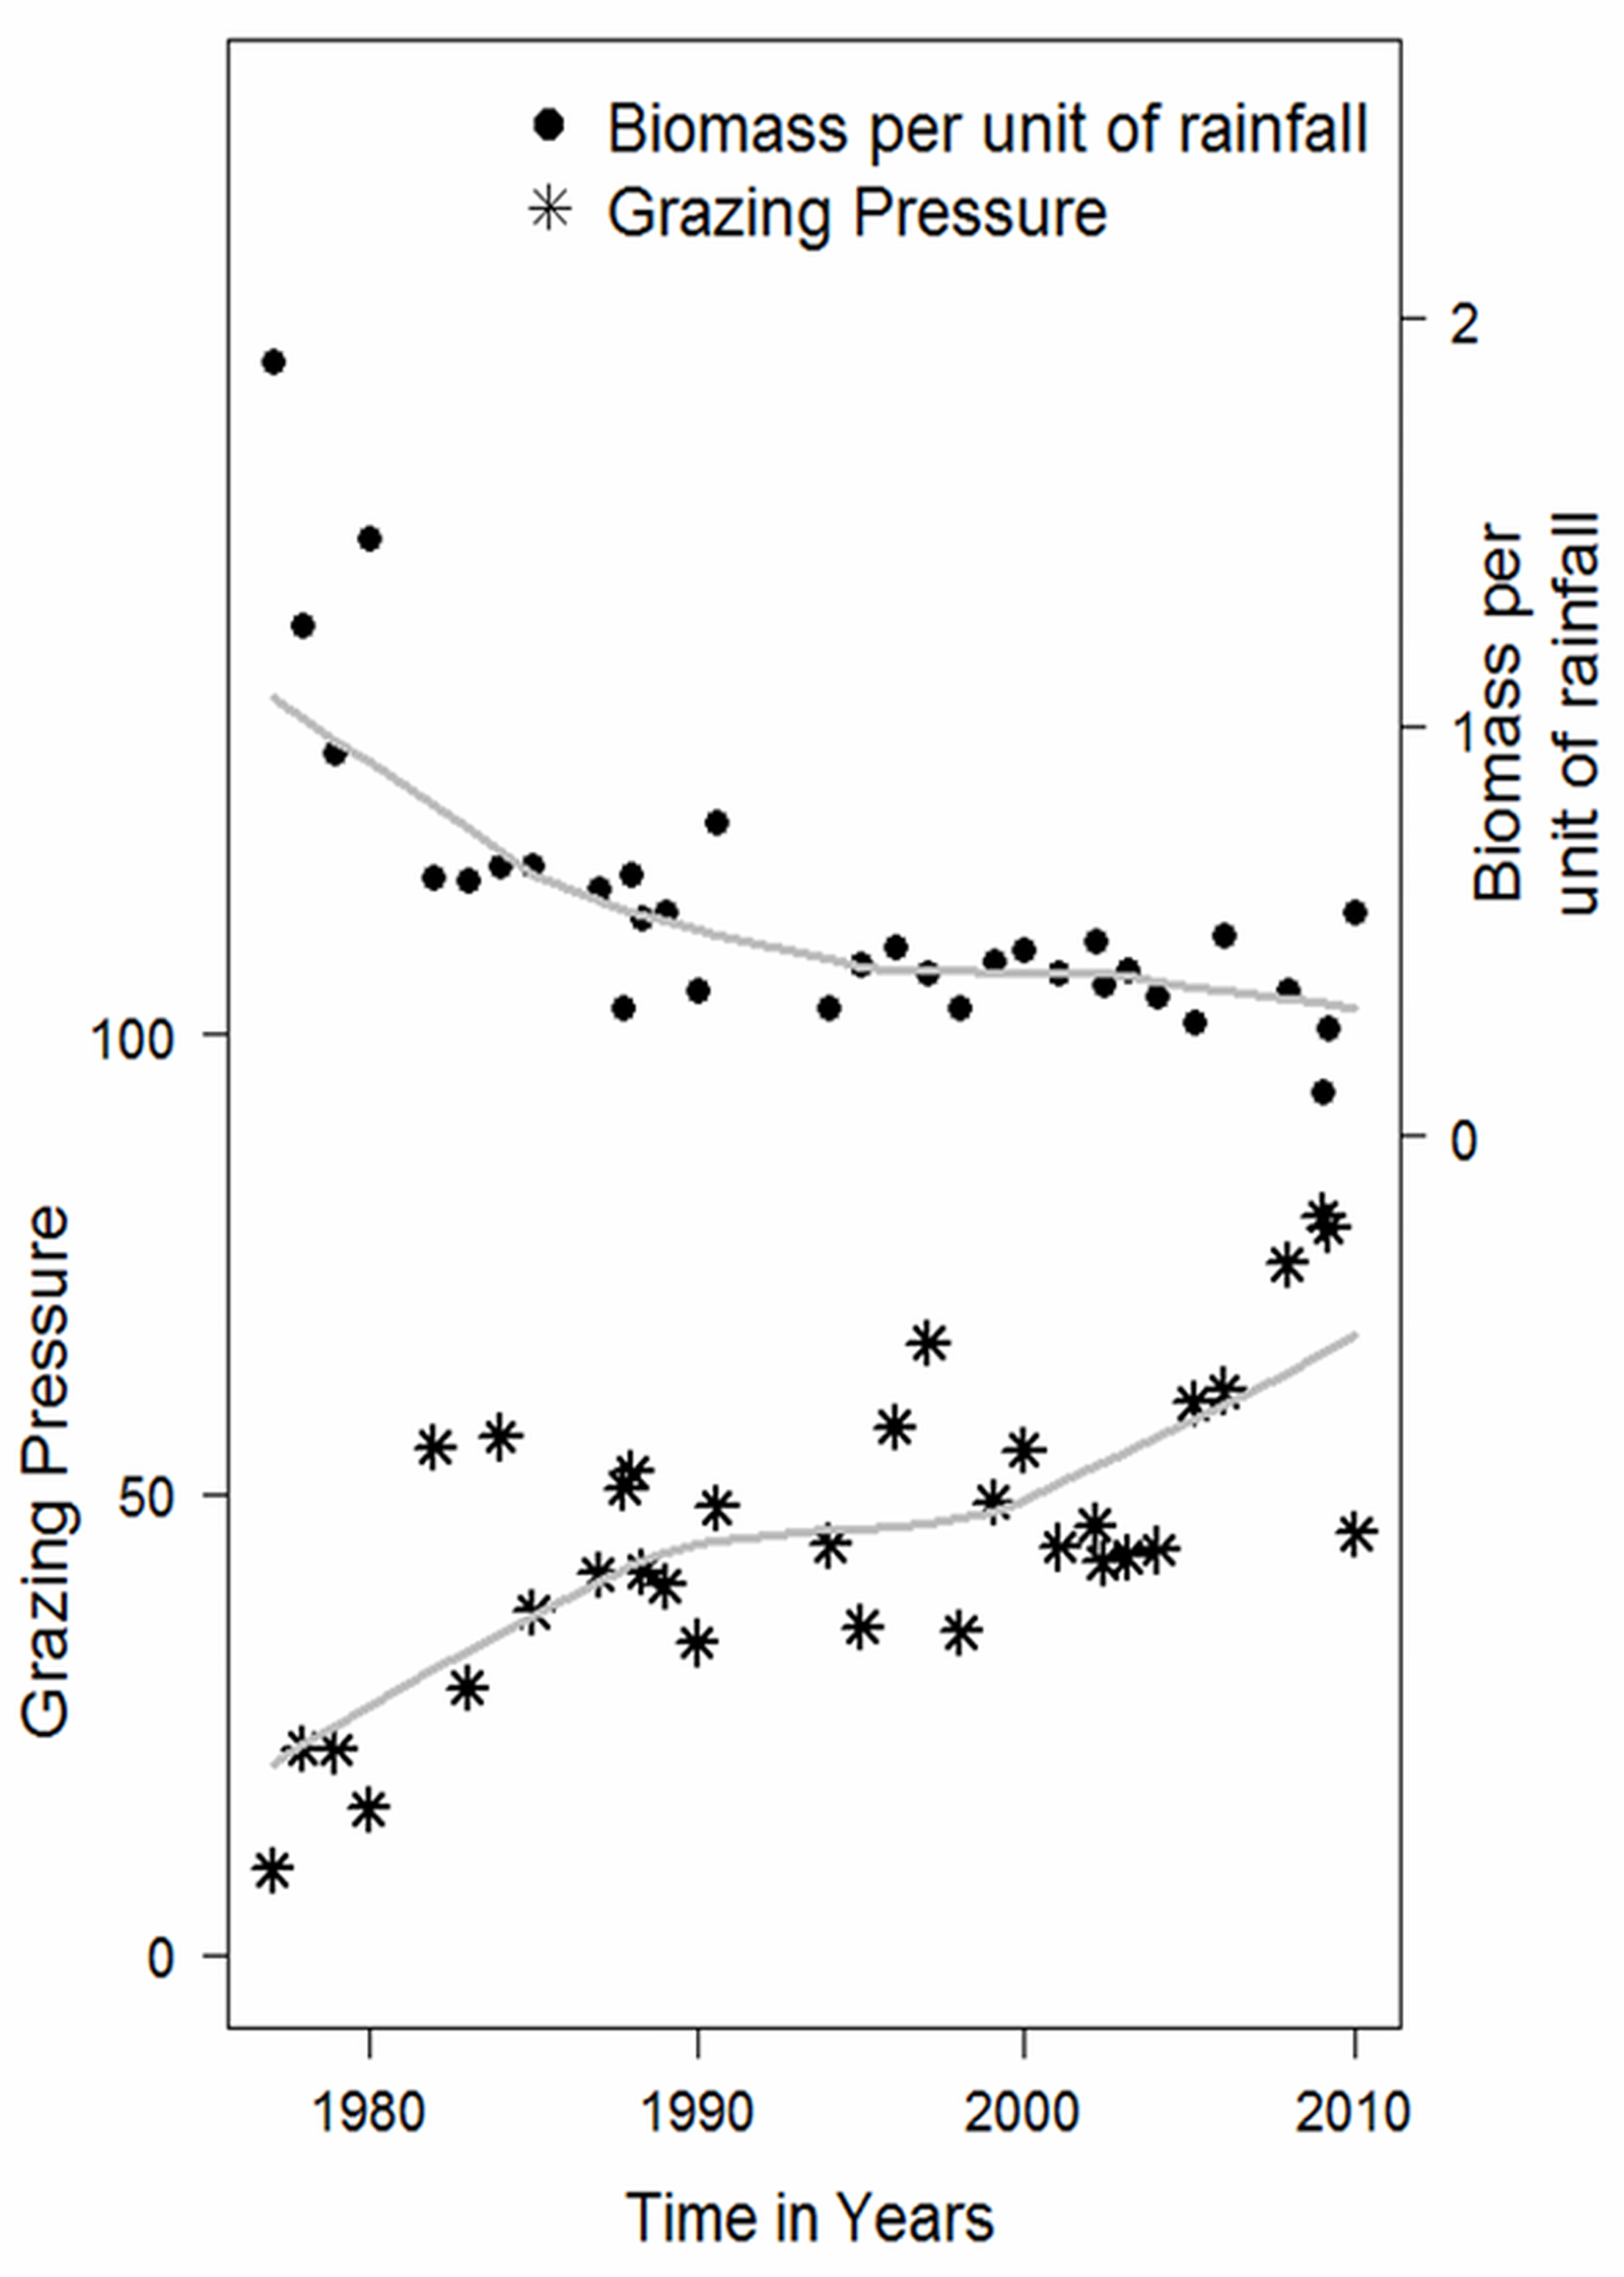 Biomass per unit of rainfall
Grazing Pressure
2
1
0
Biomass per
unit of rainfall
100
50
0
Grazing Pressure
1980
1990
2000
2010
Time in Years